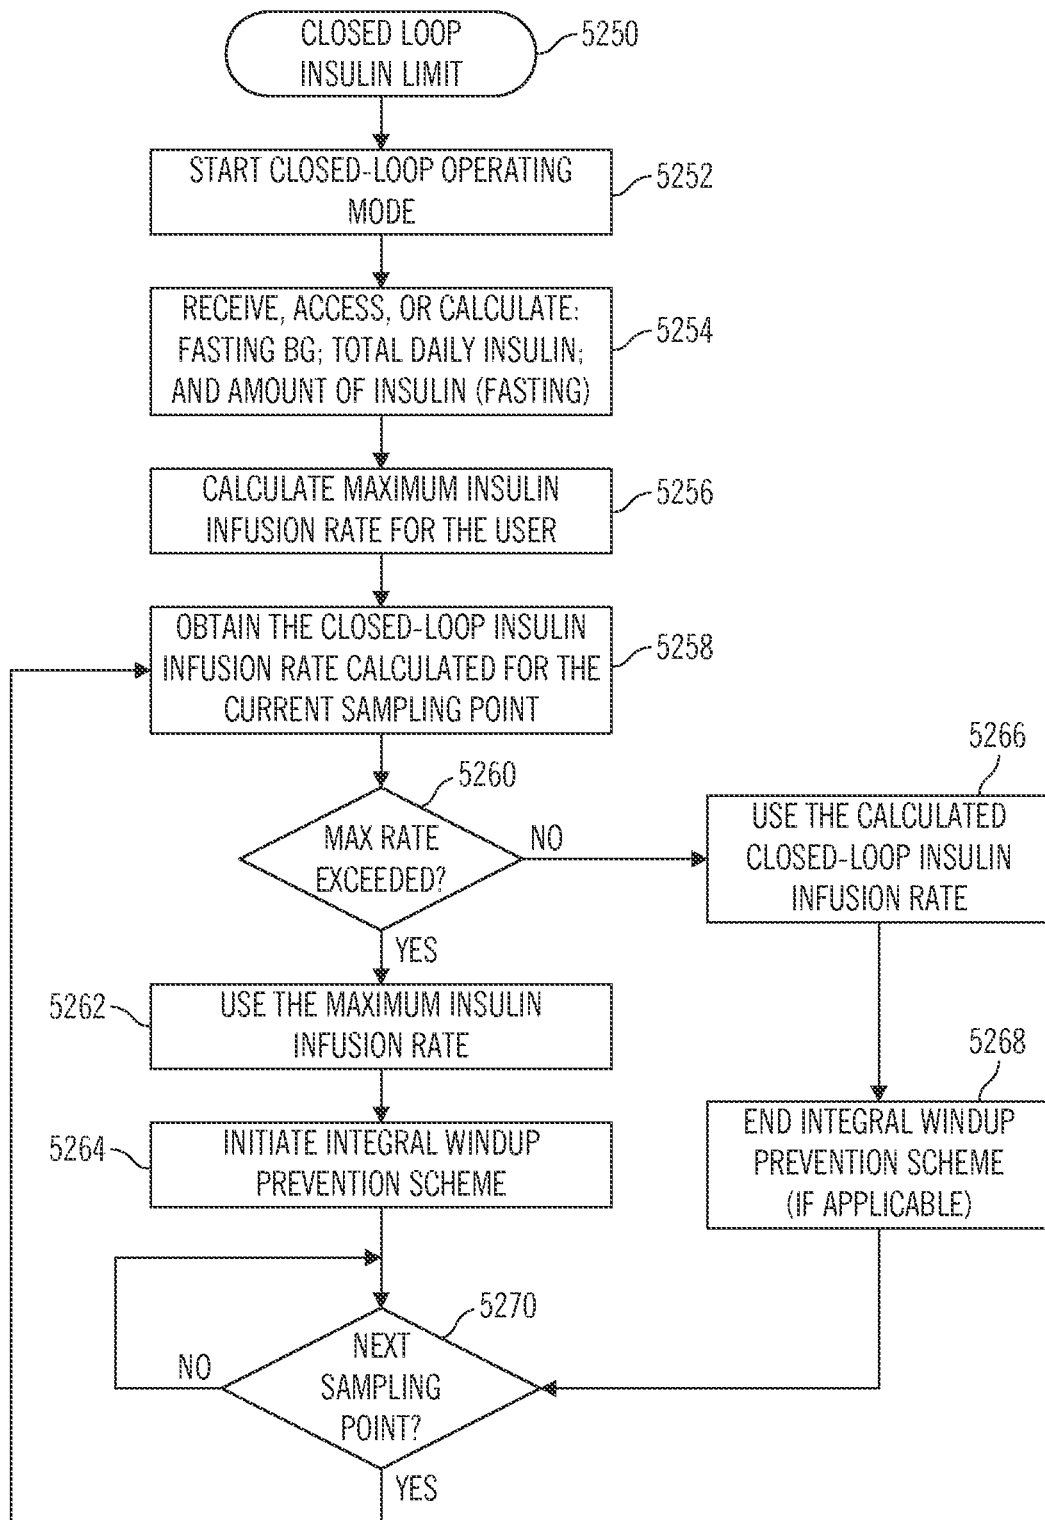 CLOSED LOOP
INSULIN LIMIT
5250
START CLOSED-LOOP OPERATING
MODE
5252
RECEIVE, ACCESS, OR CALCULATE:
FASTING BG; TOTAL DAILY INSULIN;
AND AMOUNT OF INSULIN (FASTING)
5254
CALCULATE MAXIMUM INSULIN
INFUSION RATE FOR THE USER
5256
OBTAIN THE CLOSED-LOOP INSULIN
INFUSION RATE CALCULATED FOR THE
CURRENT SAMPLING POINT
5258
MAX RATE
EXCEEDED?
5260
NO
YES
5266
USE THE CALCULATED
CLOSED-LOOP INSULIN
INFUSION RATE
5262
USE THE MAXIMUM INSULIN
INFUSION RATE
5264
INITIATE INTEGRAL WINDUP
PREVENTION SCHEME
5268
END INTEGRAL WINDUP
PREVENTION SCHEME
(IF APPLICABLE)
5270
NEXT
SAMPLING
POINT?
NO
YES